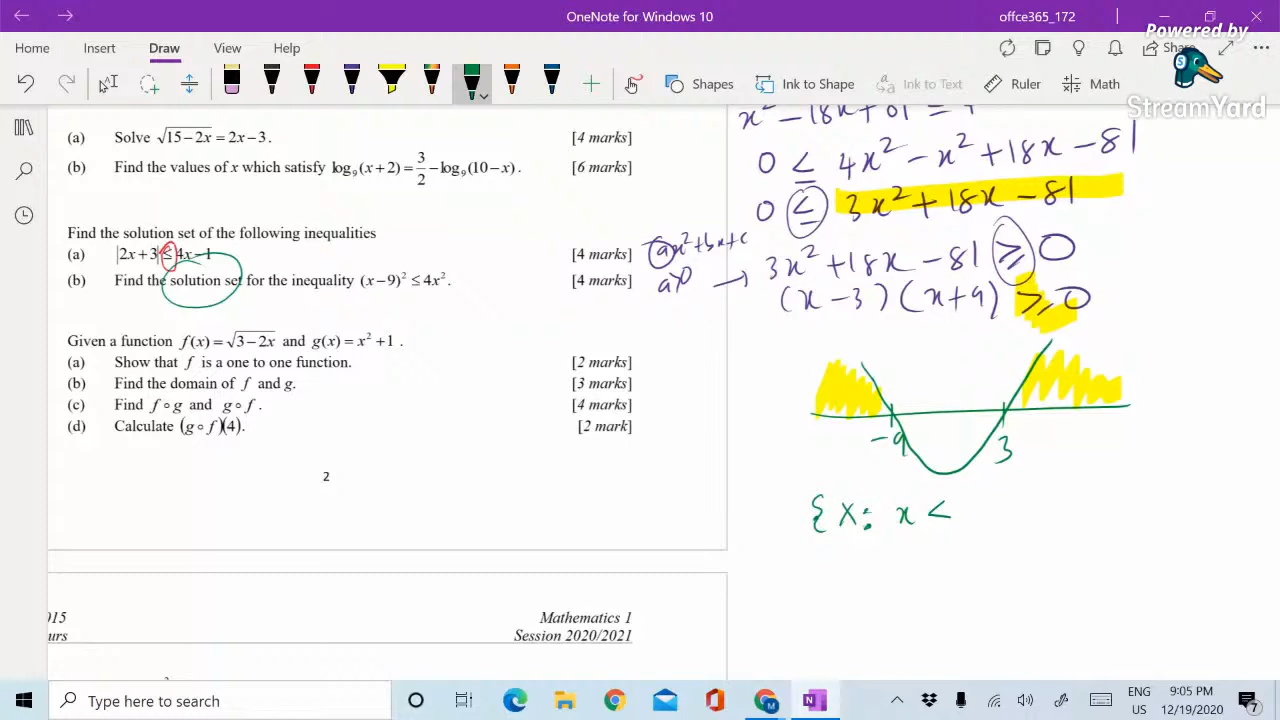 OneNote for Windows 10
offce365_172
Powered by
StreamYard
Home Insert Draw View Help
Share
Shapes Ink to Shape Ink to Text Ruler Math
(a) Solve √(15−2x) = 2x−3. [4 marks]
(b) Find the values of x which satisfy log₉(x+2) = 3/2 − log₉(10−x). [6 marks]
Find the solution set of the following inequalities
(a) |2x+3| ≤ 4x−1 [4 marks]
(b) Find the solution set for the inequality (x−9)² ≤ 4x². [4 marks]
Given a function f(x) = √(3−2x) and g(x) = x² + 1 .
(a) Show that f is a one to one function. [2 marks]
(b) Find the domain of f and g. [3 marks]
(c) Find f∘g and g∘f . [4 marks]
(d) Calculate (g∘f)(4). [2 mark]
2
015 Mathematics 1
urs Session 2020/2021
0 ≤ 4x² − x² + 18x − 81
0 ≤ 3x² + 18x − 81
ax²+bx+c
a>0 → 3x² + 18x − 81 ≥ 0
(x − 3)(x + 9) ≥ 0
−9 3
{ X: x <
Type here to search
ENG
US
9:05 PM
12/19/2020
7